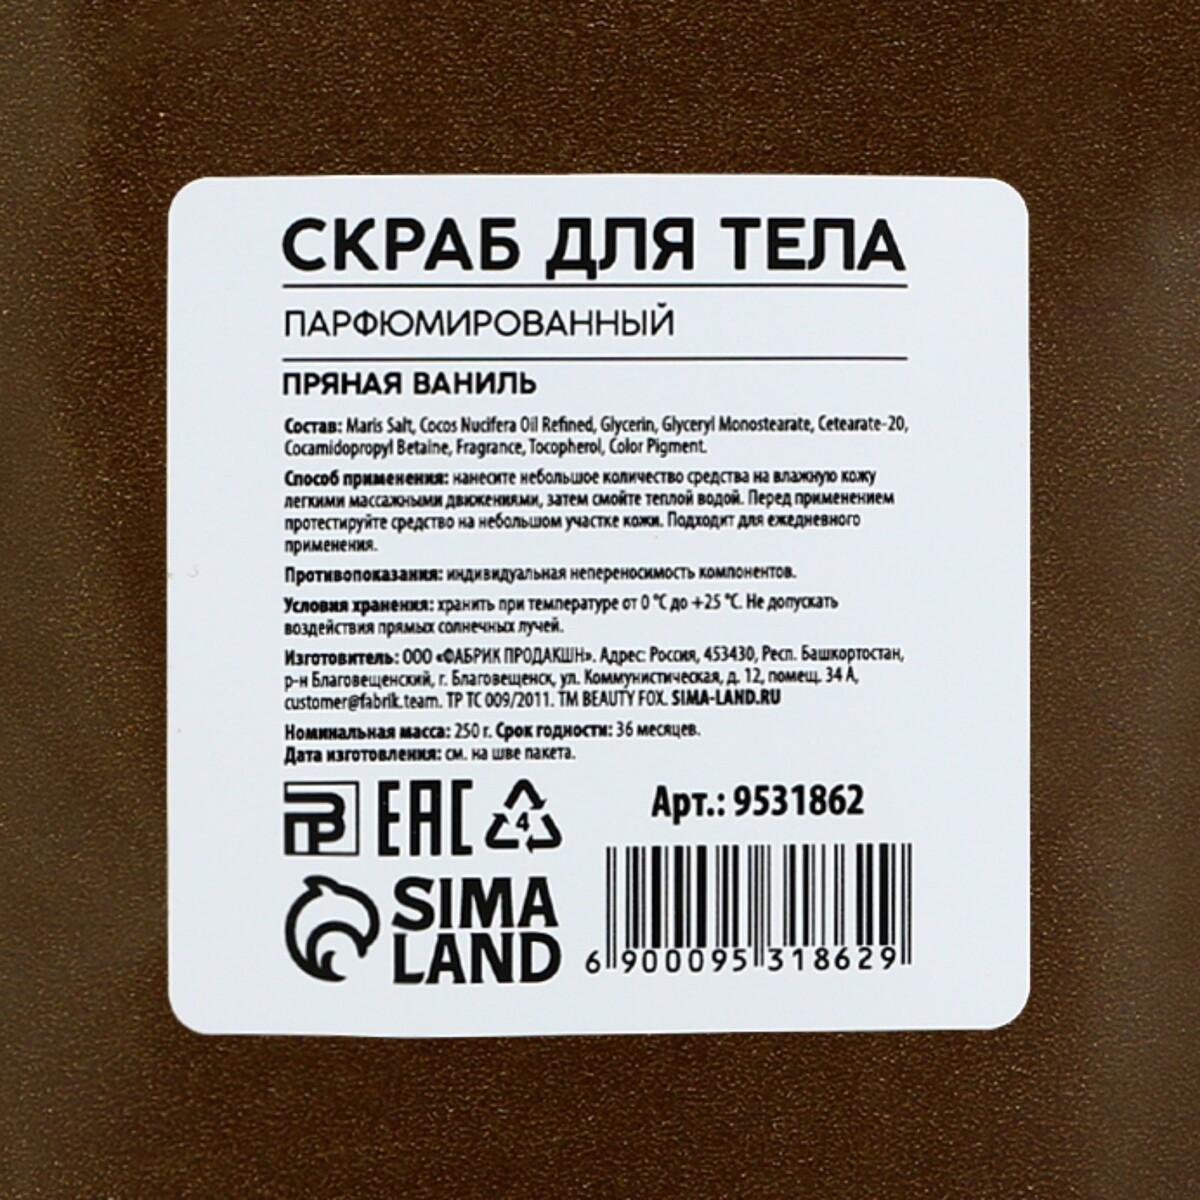 СКРАБ ДЛЯ ТЕЛА
ПАРФЮМИРОВАННЫЙ
ПРЯНАЯ ВАНИЛЬ
Состав: Maris Salt, Cocos Nucifera Oil Refined, Glycerin, Glyceryl Monostearate, Cetearate-20,
Cocamidopropyl Betaine, Fragrance, Tocopherol, Color Pigment.
Способ применения: нанесите небольшое количество средства на влажную кожу
легкими массажными движениями, затем смойте теплой водой. Перед применением
протестируйте средство на небольшом участке кожи. Подходит для ежедневного
применения.
Противопоказания: индивидуальная непереносимость компонентов.
Условия хранения: хранить при температуре от 0 °С до +25 °С. Не допускать
воздействия прямых солнечных лучей.
Изготовитель: ООО «ФАБРИК ПРОДАКШН». Адрес: Россия, 453430, Респ. Башкортостан,
р-н Благовещенский, г. Благовещенск, ул. Коммунистическая, д. 12, помещ. 34 А,
customer@fabrik.team. ТР ТС 009/2011. ТМ BEAUTY FOX. SIMA-LAND.RU
Номинальная масса: 250 г. Срок годности: 36 месяцев.
Дата изготовления: см. на шве пакета.
ЕАС 4
Арт.: 9531862
SIMA
LAND
6 900095 318629